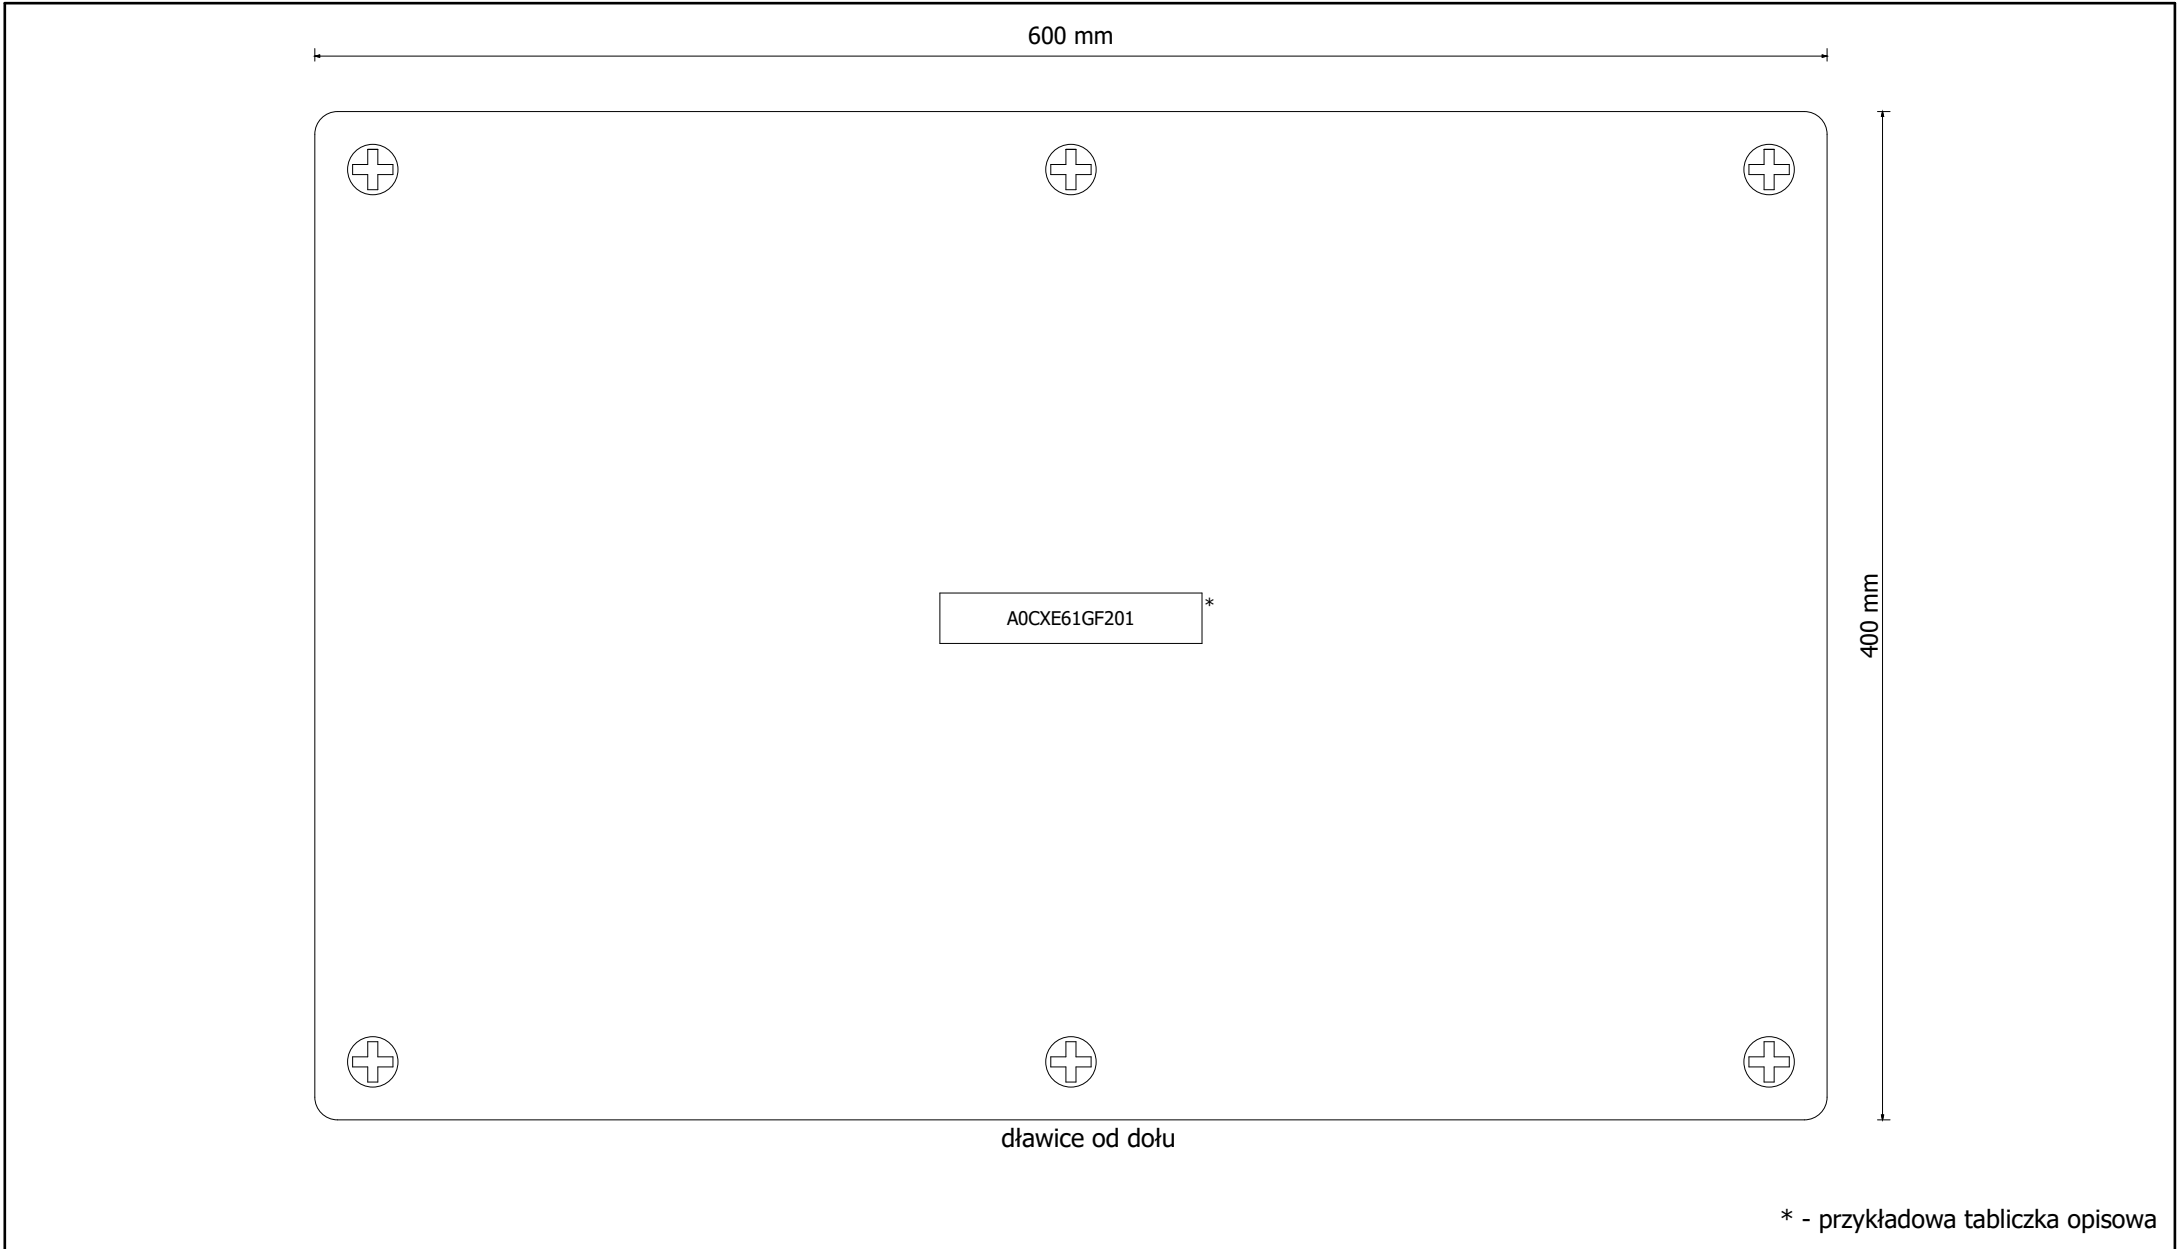 600 mm
A0CXE61GF201
*
400 mm
dławice od dołu
* - przykładowa tabliczka opisowa